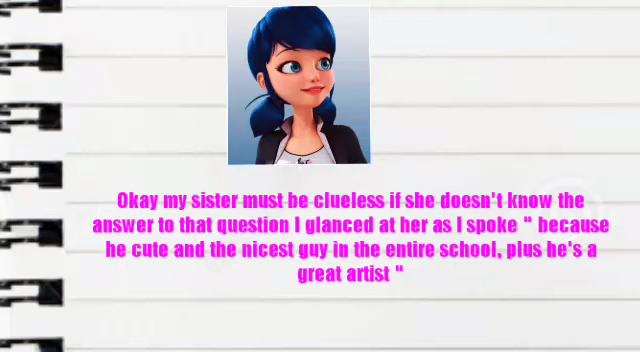 Okay my sister must be clueless if she doesn't know the
answer to that question I glanced at her as I spoke " because
he cute and the nicest guy in the entire school, plus he's a
great artist "